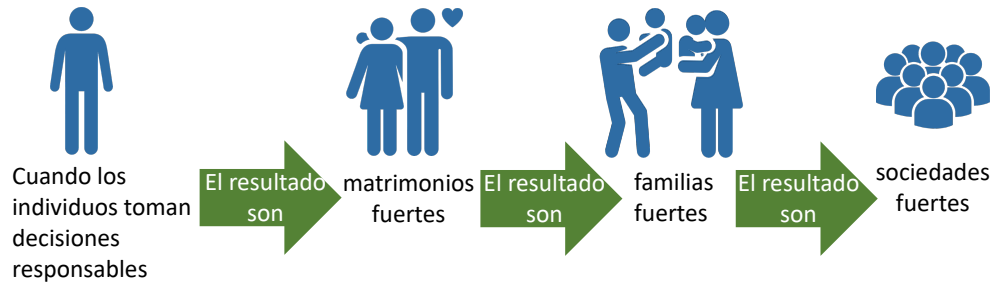 Cuando los
individuos toman
decisiones
responsables
El resultado
son
matrimonios
fuertes
El resultado
son
familias
fuertes
El resultado
son
sociedades
fuertes